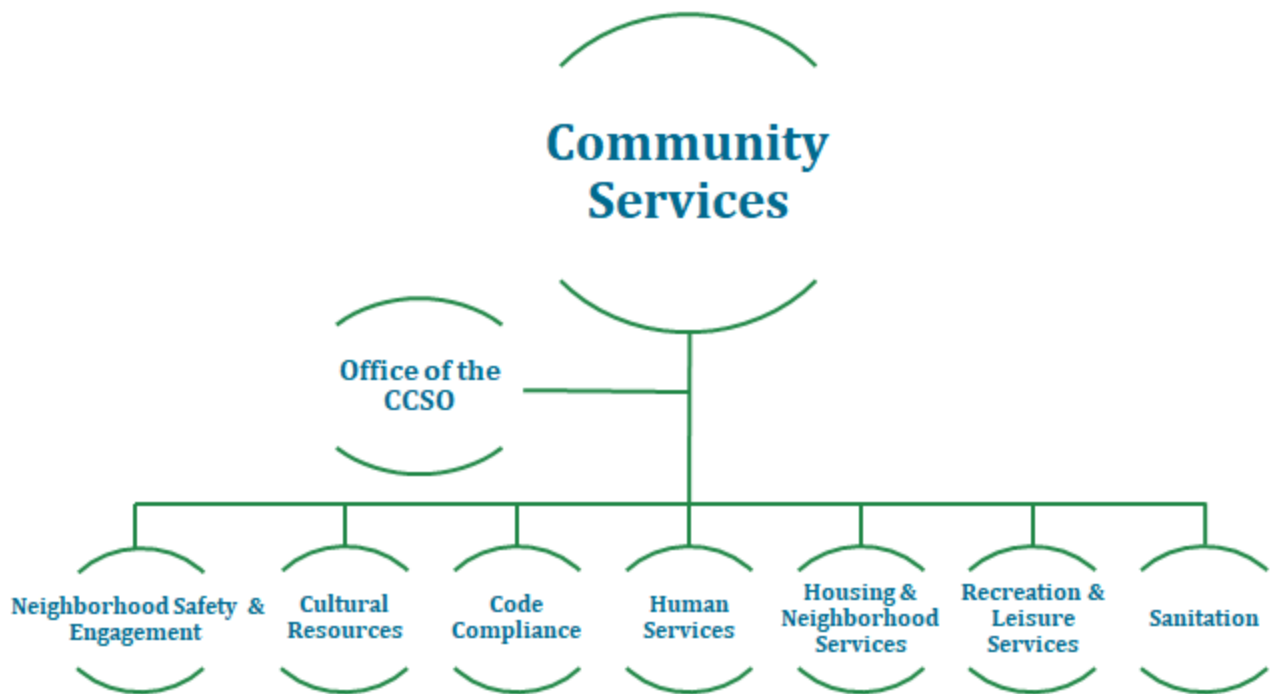 Community
Services
Office of the
CCSO
Neighborhood Safety &
Engagement
Cultural
Resources
Code
Compliance
Human
Services
Housing &
Neighborhood
Services
Recreation &
Leisure
Services
Sanitation